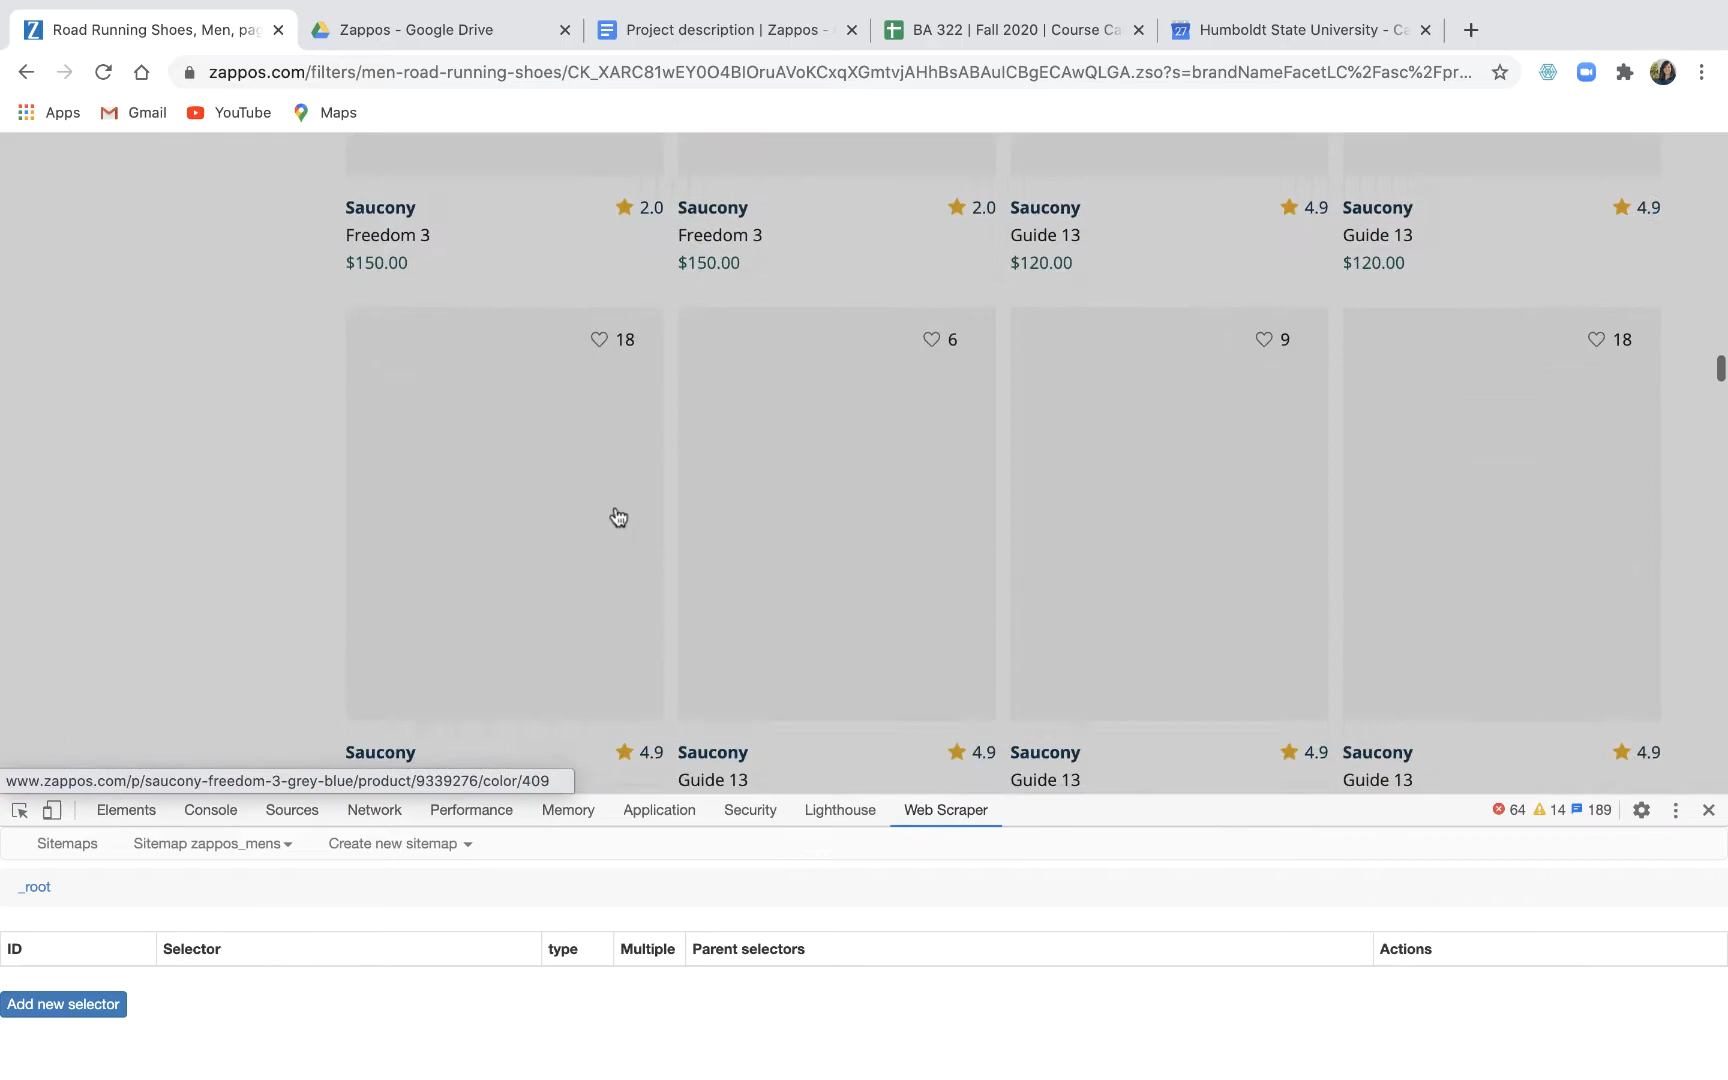 Road Running Shoes, Men, pag
Zappos - Google Drive
Project description | Zappos -
BA 322 | Fall 2020 | Course Ca
27
Humboldt State University - Ca
zappos.com/filters/men-road-running-shoes/CK_XARC81wEY0O4BIOruAVoKCxqXGmtvjAHhBsABAuICBgECAwQLGA.zso?s=brandNameFacetLC%2Fasc%2Fpr...
Apps
Gmail
YouTube
Maps
Saucony 2.0 Saucony 2.0 Saucony 4.9 Saucony 4.9
Freedom 3 Freedom 3 Guide 13 Guide 13
$150.00 $150.00 $120.00 $120.00
18 6 9 18
Saucony 4.9 Saucony 4.9 Saucony 4.9 Saucony 4.9
Guide 13 Guide 13 Guide 13
www.zappos.com/p/saucony-freedom-3-grey-blue/product/9339276/color/409
Elements Console Sources Network Performance Memory Application Security Lighthouse Web Scraper 64 14 189
Sitemaps Sitemap zappos_mens Create new sitemap
_root
ID Selector type Multiple Parent selectors Actions
Add new selector